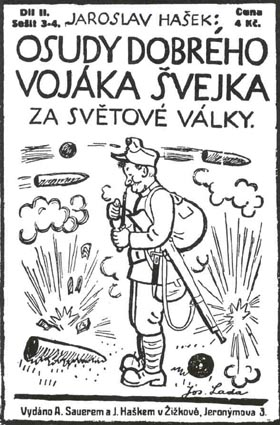 Díl II.
Sešit 3-4.
Cena
4 Kč.
JAROSLAV HAŠEK:
OSUDY DOBRÉHO
VOJÁKA ŠVEJKA
ZA SVĚTOVÉ VÁLKY.
Jos. Lada
Vydáno A. Sauerem a J. Haškem v Žižkově, Jeronýmova 3.